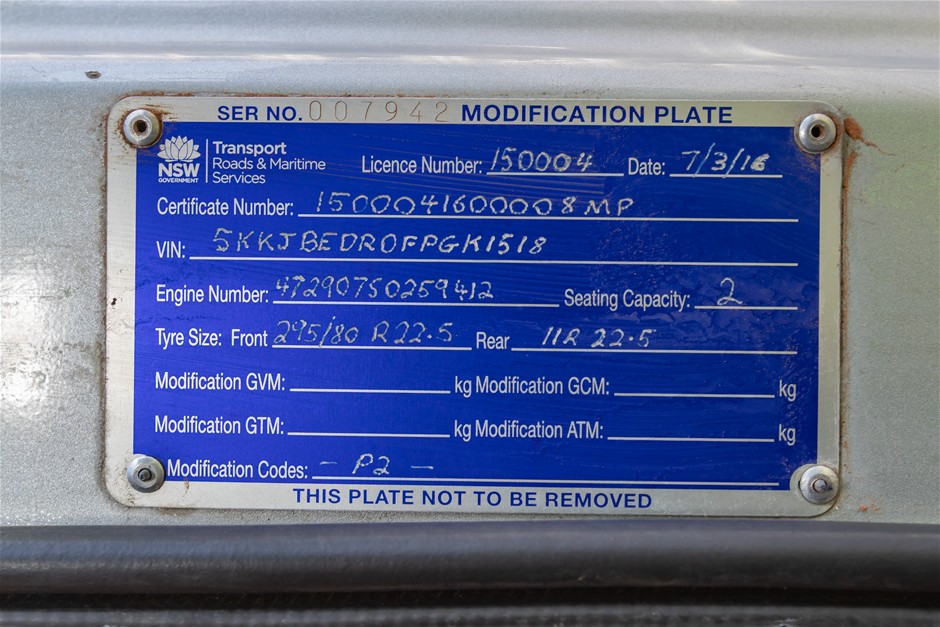 SER NO. 007942 MODIFICATION PLATE
NSW GOVERNMENT Transport Roads & Maritime Services
Licence Number: 150004 Date: 7/3/16
Certificate Number: 1500041600008MP
VIN: 5KKJBEDR0FPGK1518
Engine Number: 47290750259412 Seating Capacity: 2
Tyre Size: Front 295/80 R22.5 Rear 11R 22.5
Modification GVM: kg Modification GCM: kg
Modification GTM: kg Modification ATM: kg
Modification Codes: – P2 –
THIS PLATE NOT TO BE REMOVED